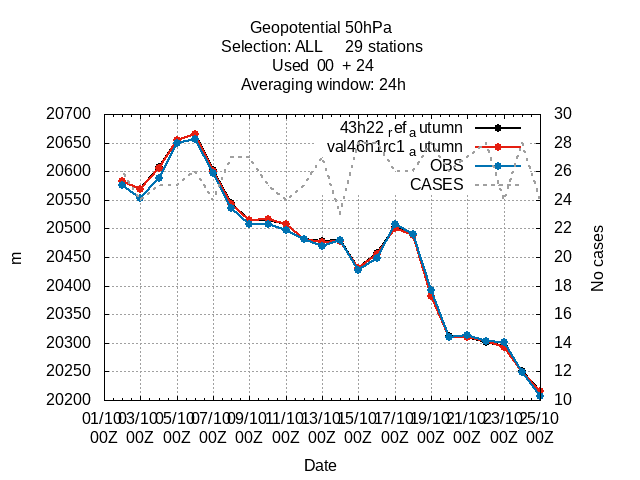 Geopotential 50hPa
Selection: ALL 29 stations
Used 00 + 24
Averaging window: 24h
20700
20650
20600
20550
20500
20450
20400
20350
20300
20250
20200
30
28
26
24
22
20
18
16
14
12
10
43h22 refa utumn
val46h1rc1 a utumn
OBS
CASES
m
No cases
01/10 03/10 05/10 07/10 09/10 11/10 13/10 15/10 17/10 19/10 21/10 23/10 25/10
00Z 00Z 00Z 00Z 00Z 00Z 00Z 00Z 00Z 00Z 00Z 00Z 00Z
Date